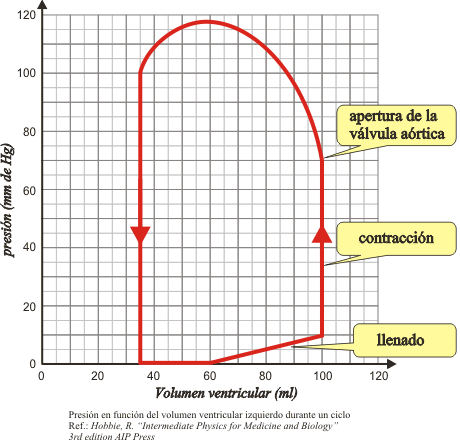 120
100
80
60
40
20
0
presión (mm de Hg)
apertura de la
válvula aórtica
contracción
llenado
0 20 40 60 80 100 120
Volumen ventricular (ml)
Presión en función del volumen ventricular izquierdo durante un ciclo
Ref.: Hobbie, R. “Intermediate Physics for Medicine and Biology”
3rd edition AIP Press